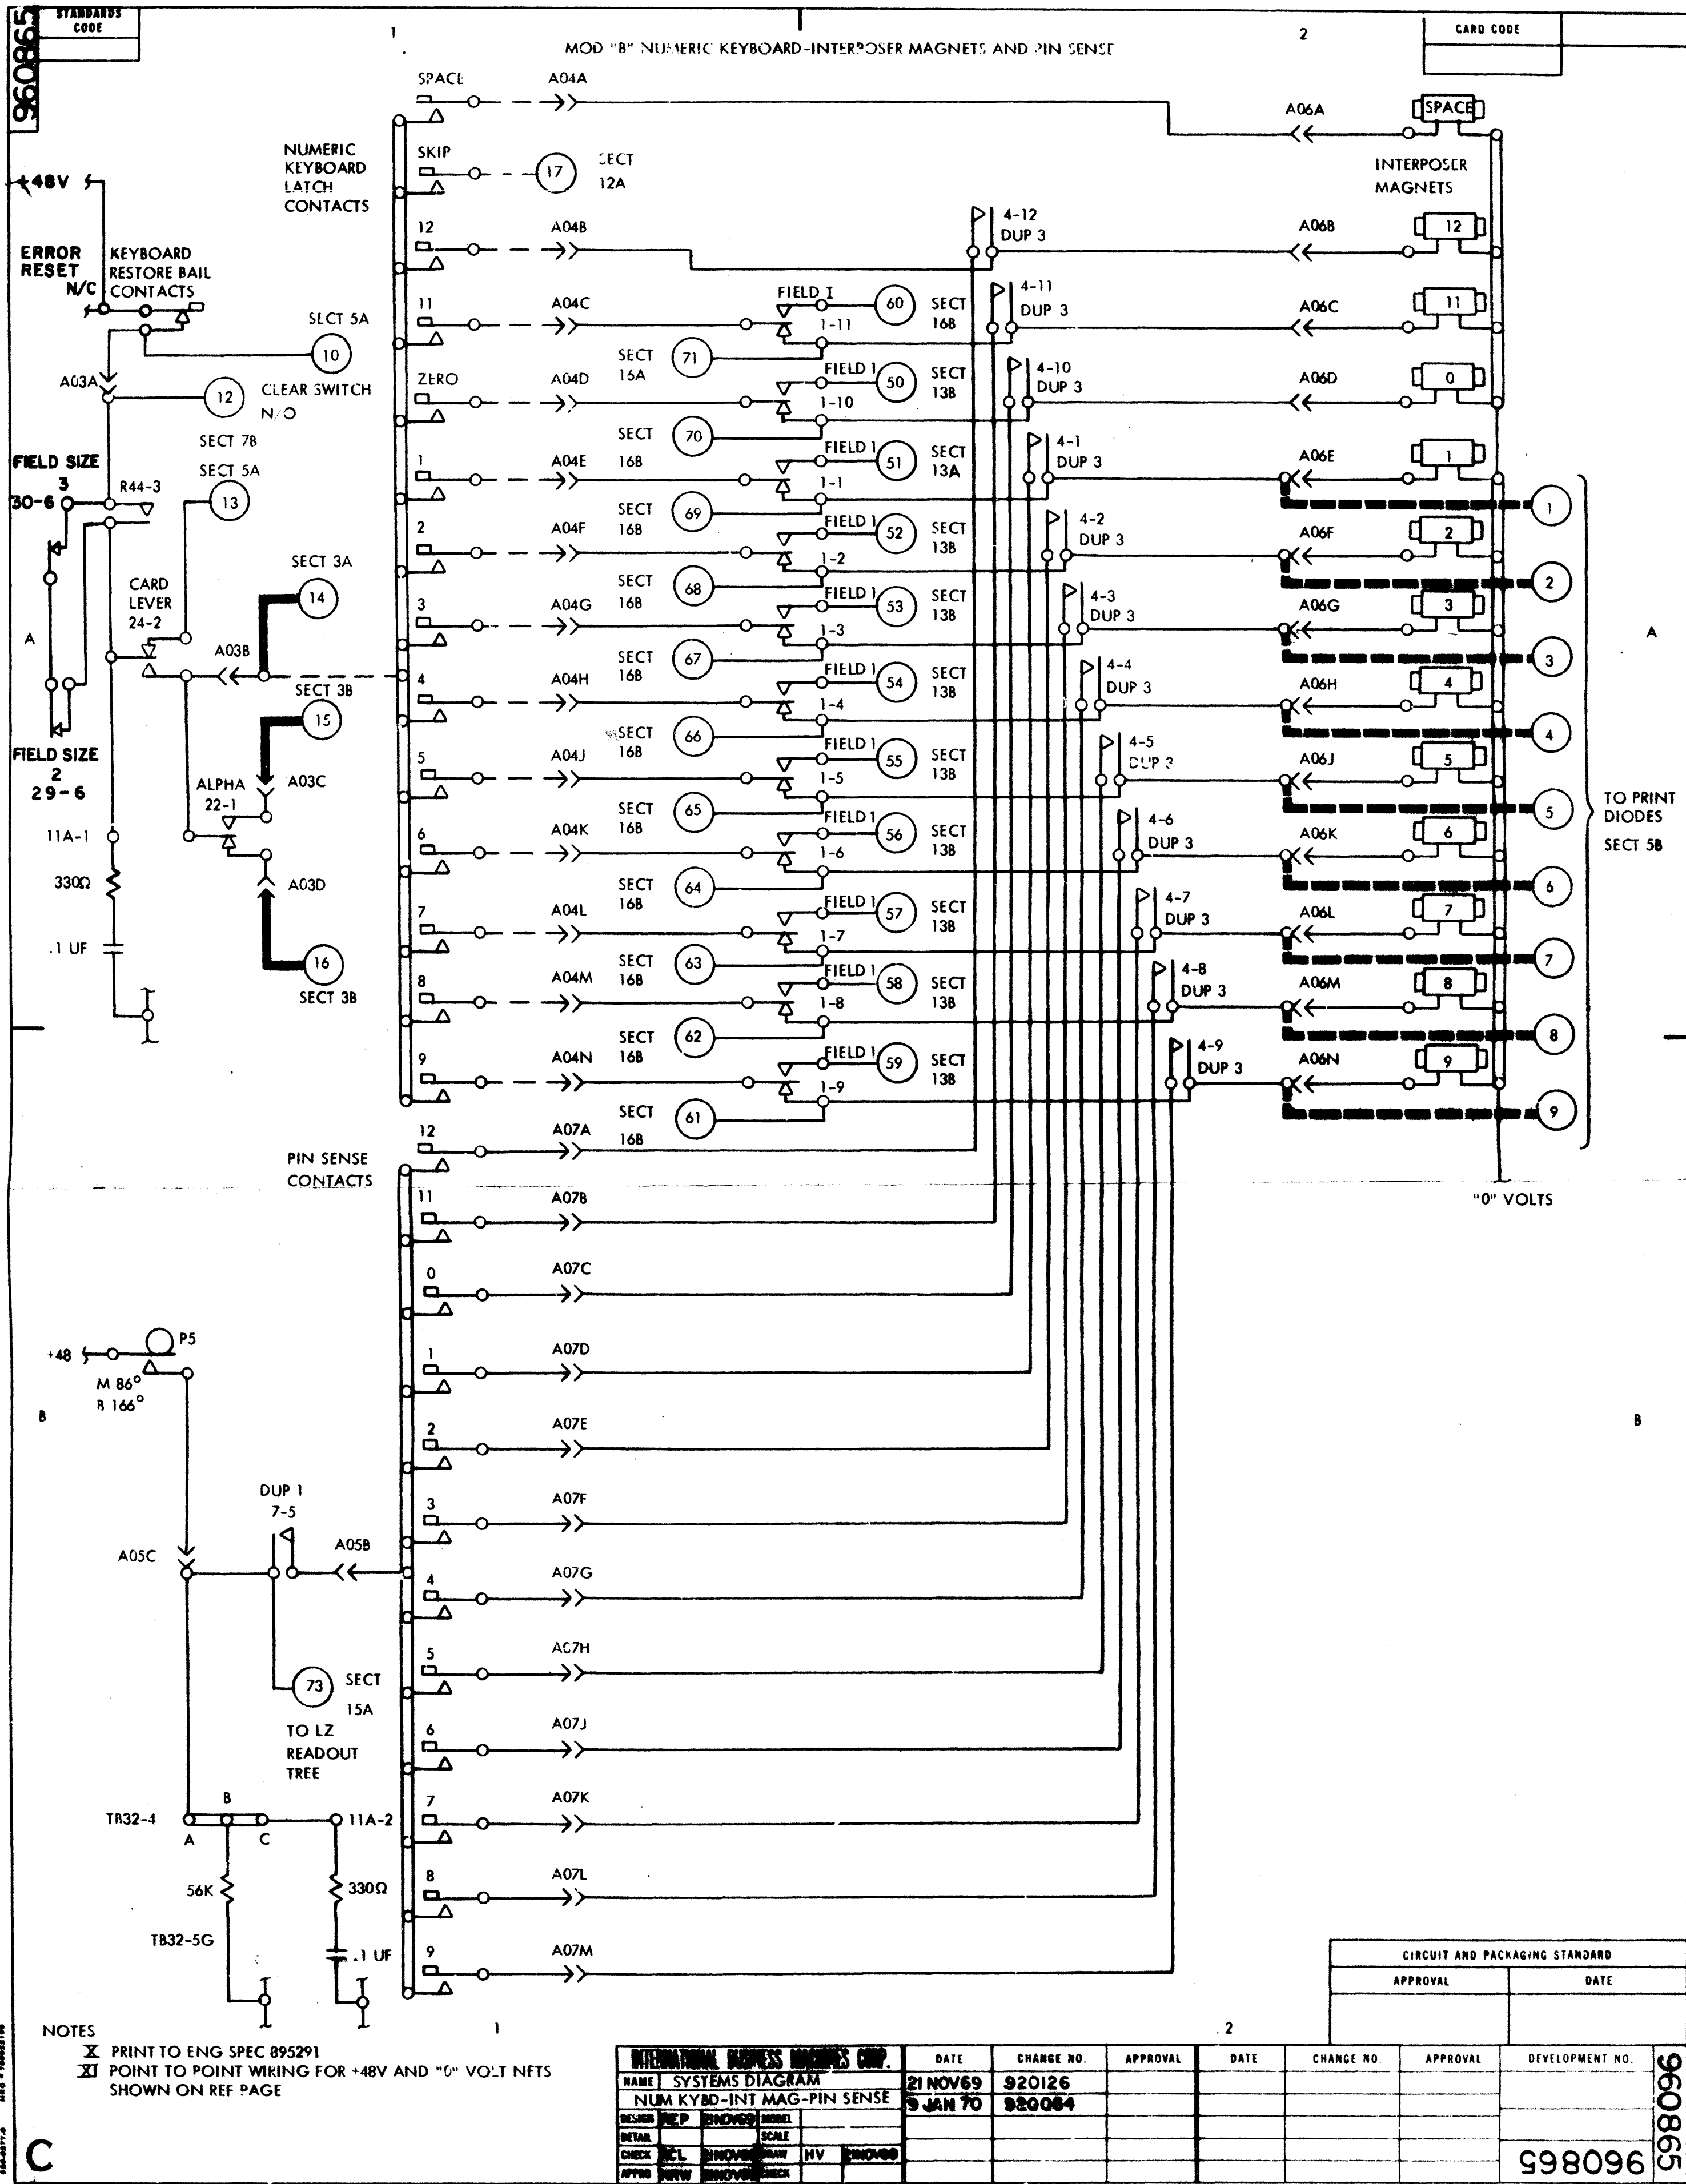 960865
STANDARDS
CODE
1
2
CARD CODE
MOD "B" NUMERIC KEYBOARD-INTERPOSER MAGNETS AND PIN SENSE
SPACE A04A
A06A SPACE
NUMERIC
KEYBOARD
LATCH
CONTACTS
SKIP 17 SECT
12A
INTERPOSER
MAGNETS
+48V
12 A04B 4-12
DUP 3
A06B 12
ERROR
RESET
N/C
KEYBOARD
RESTORE BAIL
CONTACTS
SECT 5A
10
11 A04C FIELD I 60 SECT
16B
1-11
4-11
DUP 3
A06C 11
SECT
15A
71
A03A
12 CLEAR SWITCH
N/O
ZERO A04D FIELD 1 50 SECT
13B
1-10
4-10
DUP 3
A06D 0
SECT 70
16B
SECT 7B
SECT 5A
13
FIELD SIZE
3
30-6
R44-3
1 A04E FIELD 1 51 SECT
13A
1-1
4-1
DUP 3
A06E 1
1
SECT 69
16B
2 A04F FIELD 1 52 SECT
13B
1-2
4-2
DUP 3
A06F 2
2
SECT 68
16B
SECT 3A
14
CARD
LEVER
24-2
3 A04G FIELD 1 53 SECT
13B
1-3
4-3
DUP 3
A06G 3
3
A
A
A03B
SECT 67
16B
4 A04H FIELD 1 54 SECT
13B
1-4
4-4
DUP 3
A06H 4
4
SECT 3B
15
SECT 66
16B
FIELD SIZE
2
29-6
ALPHA
22-1
A03C
5 A04J FIELD 1 55 SECT
13B
1-5
4-5
DUP 3
A06J 5
5
TO PRINT
DIODES
SECT 5B
SECT 65
16B
11A-1
6 A04K FIELD 1 56 SECT
13B
1-6
4-6
DUP 3
A06K 6
6
330Ω
A03D
SECT 64
16B
7 A04L FIELD 1 57 SECT
13B
1-7
4-7
DUP 3
A06L 7
7
.1 UF
16
SECT 3B
SECT 63
16B
8 A04M FIELD 1 58 SECT
13B
1-8
4-8
DUP 3
A06M 8
8
SECT 62
16B
9 A04N FIELD 1 59 SECT
13B
1-9
4-9
DUP 3
A06N 9
9
SECT 61
16B
PIN SENSE
CONTACTS
12 A07A
"0" VOLTS
11 A07B
0 A07C
+48 P5
M 86°
B 166°
1 A07D
B
B
2 A07E
DUP 1
7-5
3 A07F
A05C
A05B
4 A07G
73 SECT
15A
5 A07H
TO LZ
READOUT
TREE
6 A07J
TB32-4 A B C 11A-2
7 A07K
56K
330Ω
8 A07L
TB32-5G
.1 UF
9 A07M
CIRCUIT AND PACKAGING STANDARD
APPROVAL DATE
1
2
NOTES
X PRINT TO ENG SPEC 895291
XI POINT TO POINT WIRING FOR +48V AND "0" VOLT NETS
SHOWN ON REF PAGE
C
INTERNATIONAL BUSINESS MACHINES CORP.
NAME SYSTEMS DIAGRAM
NUM KYBD-INT MAG-PIN SENSE
DESIGN MODEL
DETAIL SCALE
CHECK DRAW HV
APPRO CHECK
DATE CHANGE NO. APPROVAL DATE CHANGE NO. APPROVAL DEVELOPMENT NO.
21 NOV69 920126
9 JAN 70 920064
960865
960865